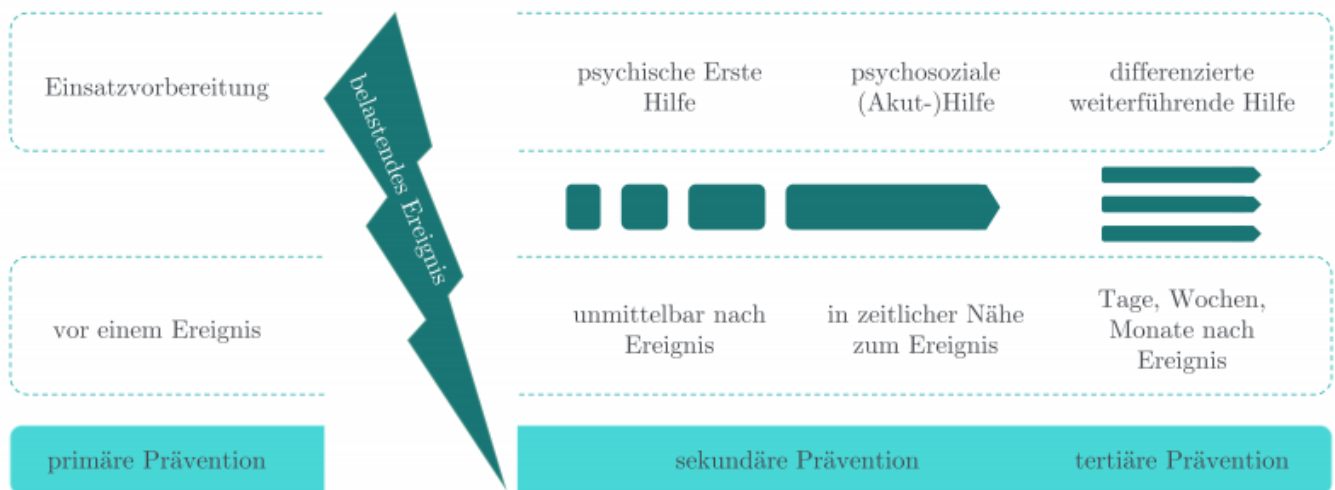 Einsatzvorbereitung
belastendes Ereignis
psychische Erste
Hilfe
psychosoziale
(Akut-)Hilfe
differenzierte
weiterführende Hilfe
vor einem Ereignis
unmittelbar nach
Ereignis
in zeitlicher Nähe
zum Ereignis
Tage, Wochen,
Monate nach
Ereignis
primäre Prävention
sekundäre Prävention
tertiäre Prävention